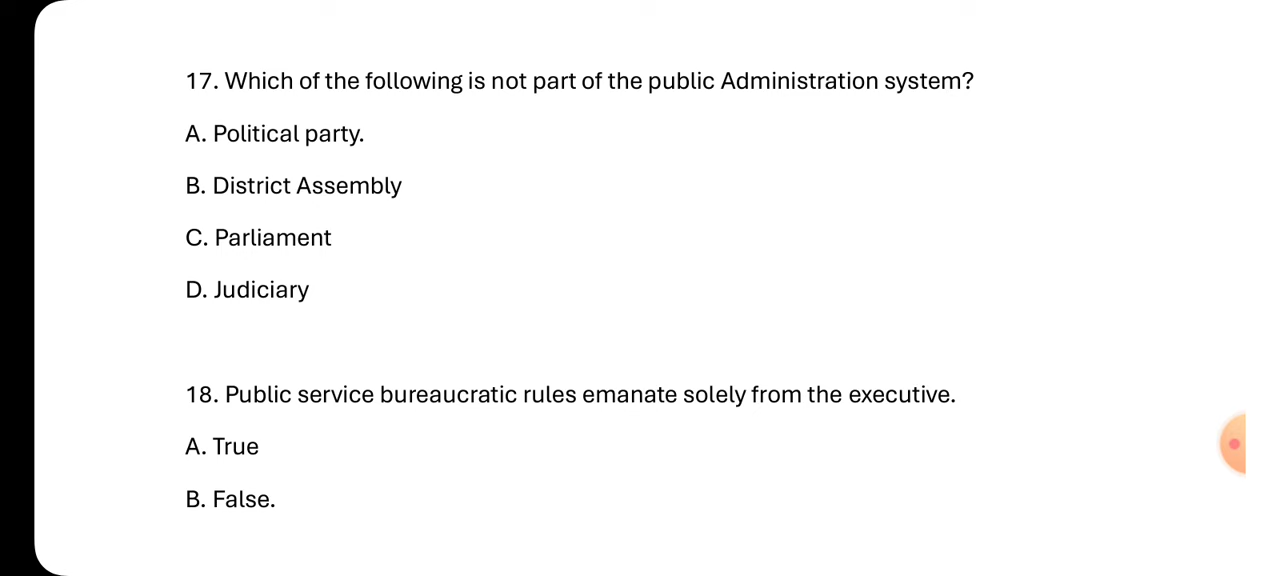 17. Which of the following is not part of the public Administration system?
A. Political party.
B. District Assembly
C. Parliament
D. Judiciary
18. Public service bureaucratic rules emanate solely from the executive.
A. True
B. False.